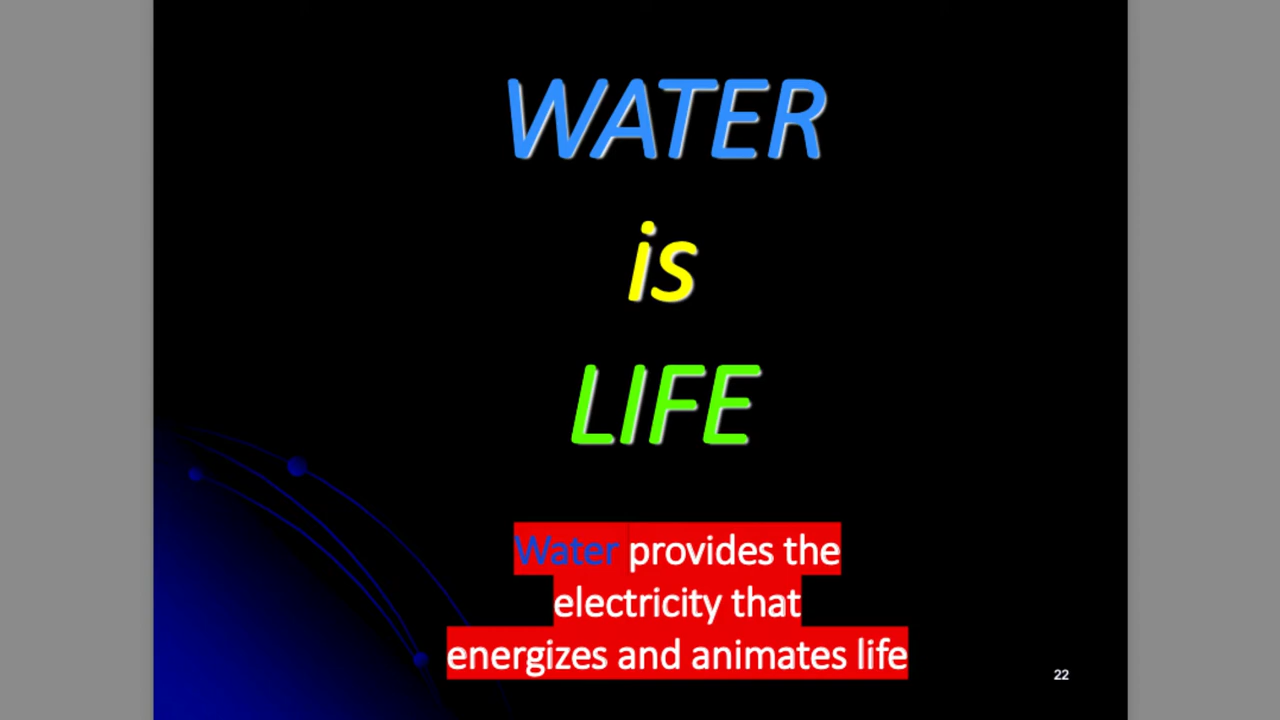 WATER
is
LIFE
Water provides the
electricity that
energizes and animates life
22